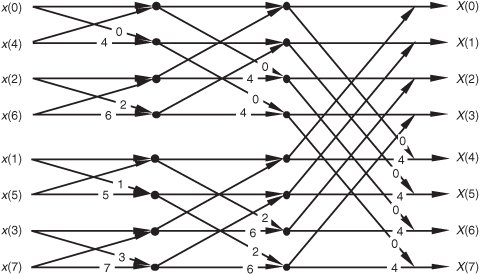 x(0) X(0)
0
x(4) 4 X(1)
0
x(2) 4 X(2)
2 0
x(6) 6 4 X(3)
0
x(1) 4 X(4)
1 0
x(5) 5 4 X(5)
2 0
x(3) 6 4 X(6)
3 2 0
x(7) 7 6 4 X(7)